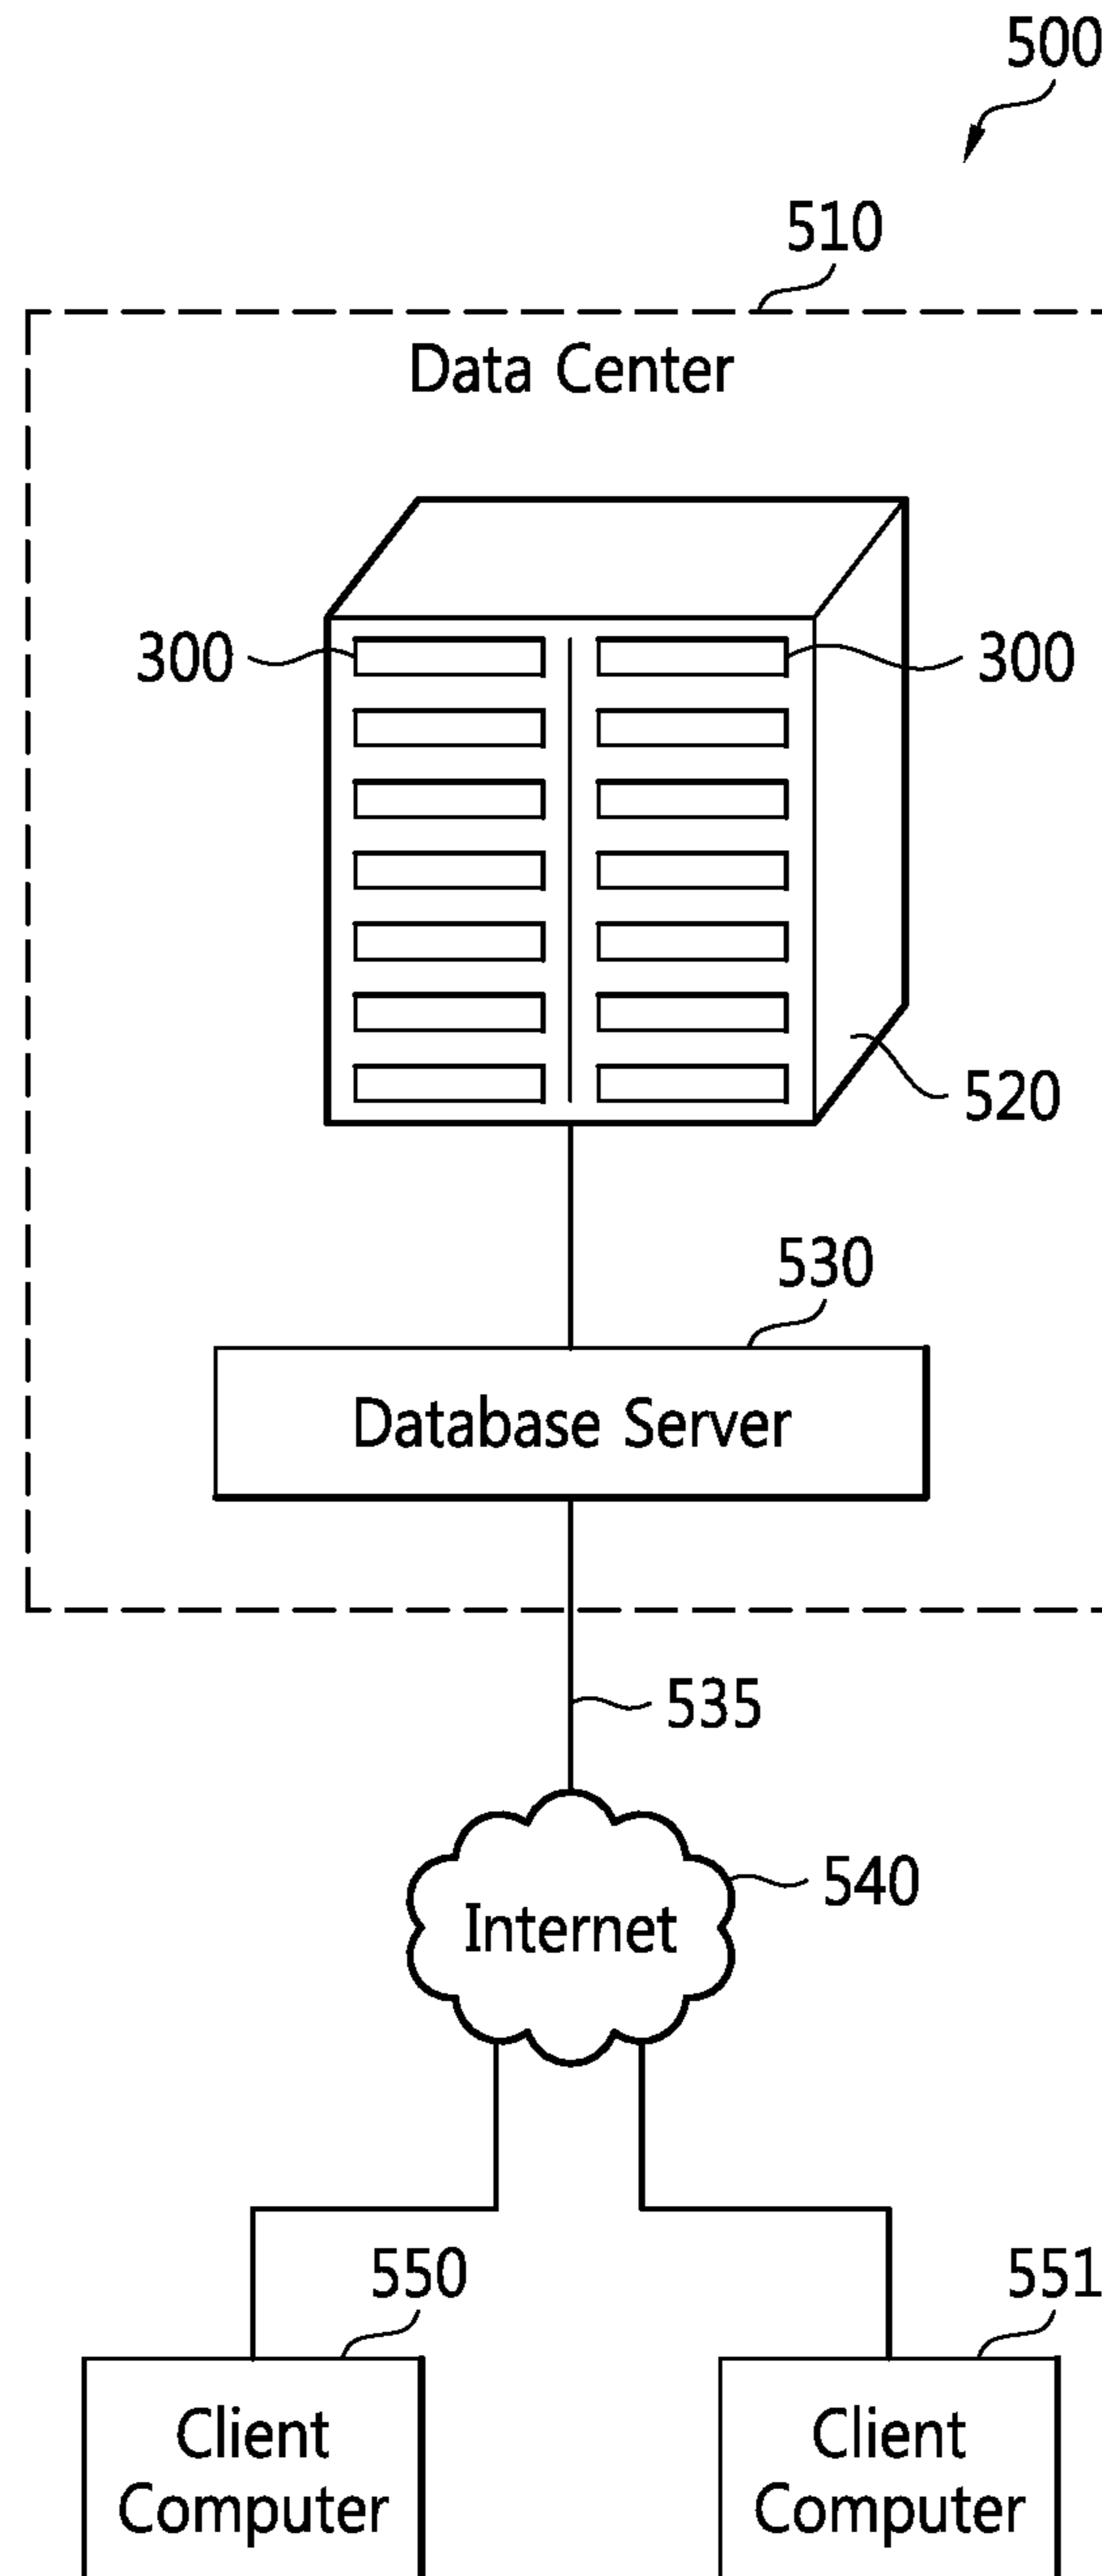 500
510
Data Center
300
300
520
530
Database Server
535
540
Internet
550
551
Client
Computer
Client
Computer